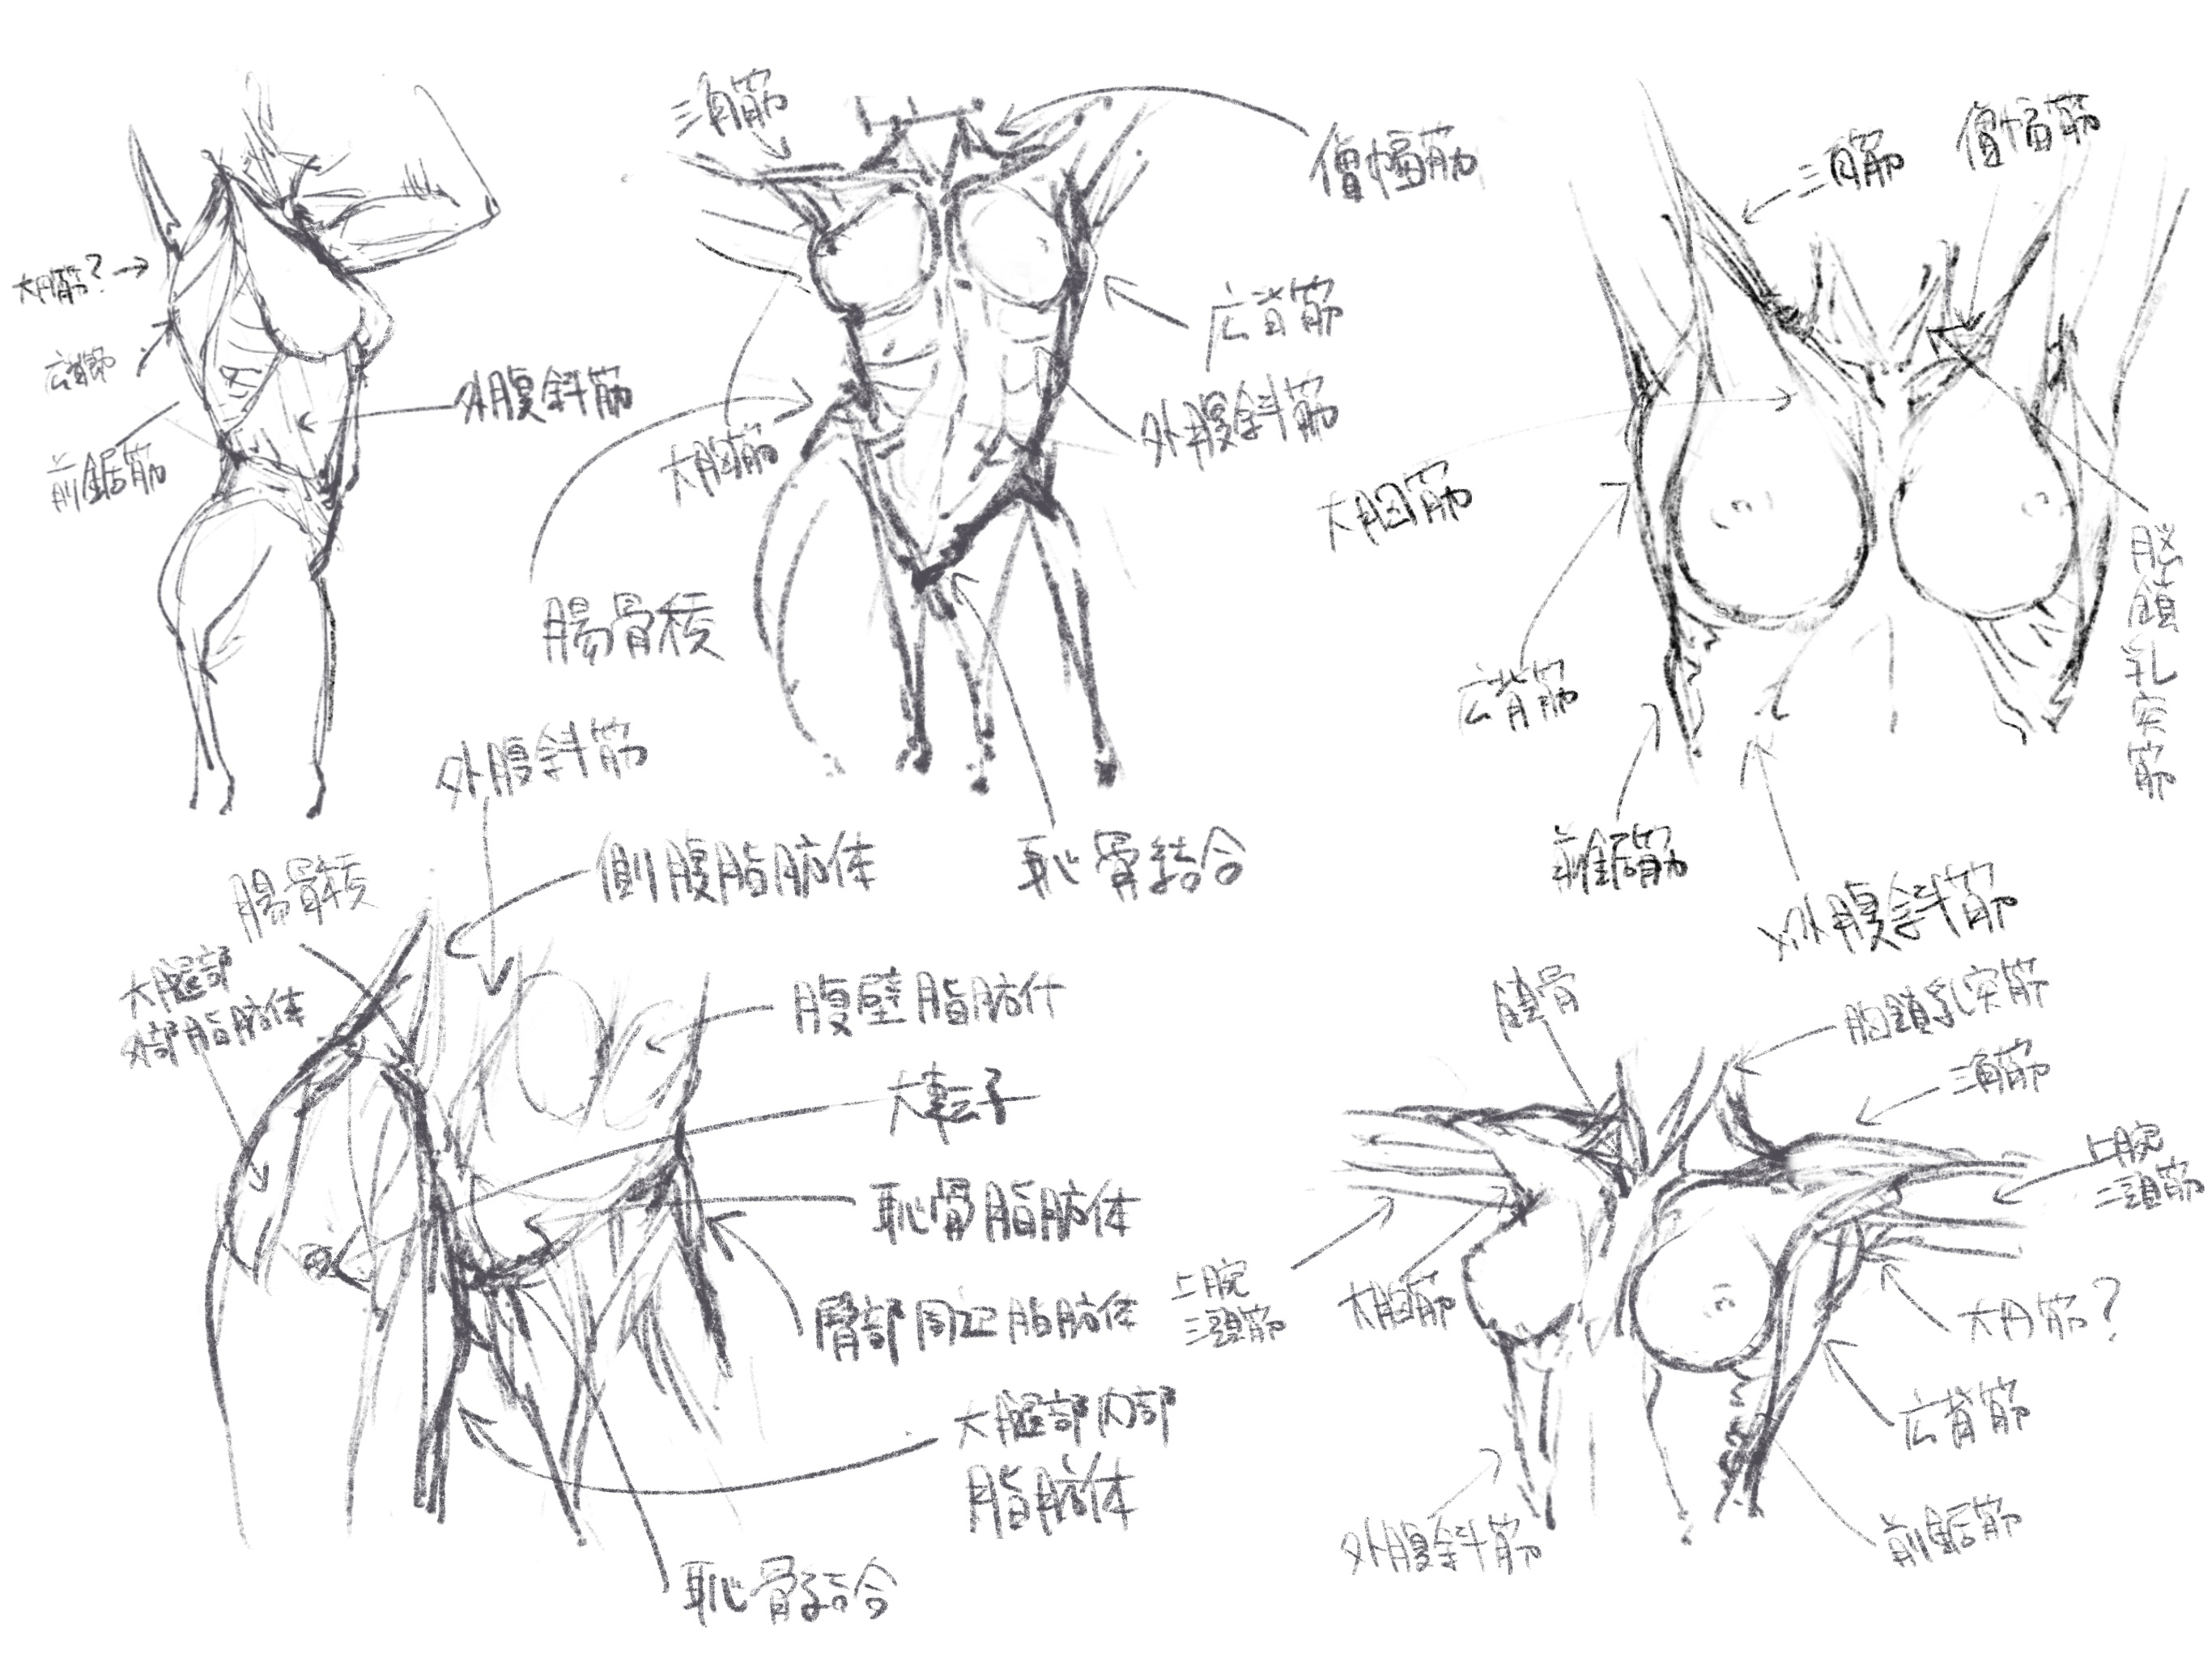 三角筋
僧帽筋
大円筋?
広背筋
前鋸筋
外腹斜筋
大胸筋
広背筋
外腹斜筋
腸骨稜
恥骨結合
三角筋
僧帽筋
大胸筋
広背筋
前鋸筋
外腹斜筋
胸鎖乳突筋
外腹斜筋
側腹脂肪体
腸骨稜
大腿部
外部脂肪体
腹壁脂肪体
大転子
恥骨脂肪体
臀部固定脂肪体
大腿部内部
脂肪体
恥骨結合
胸鎖乳突筋
三角筋
上腕
二頭筋
上腕
三頭筋
大胸筋
大円筋?
広背筋
前鋸筋
外腹斜筋